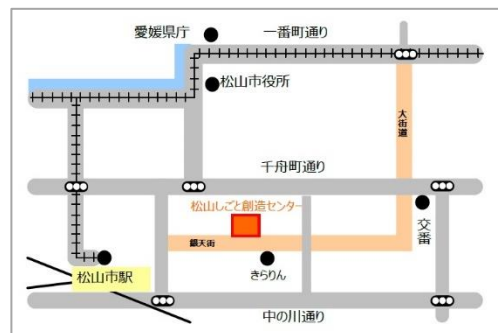 愛媛県庁
一番町通り
松山市役所
大街道
千舟町通り
松山しごと創造センター
銀天街
交番
松山市駅
きらりん
中の川通り